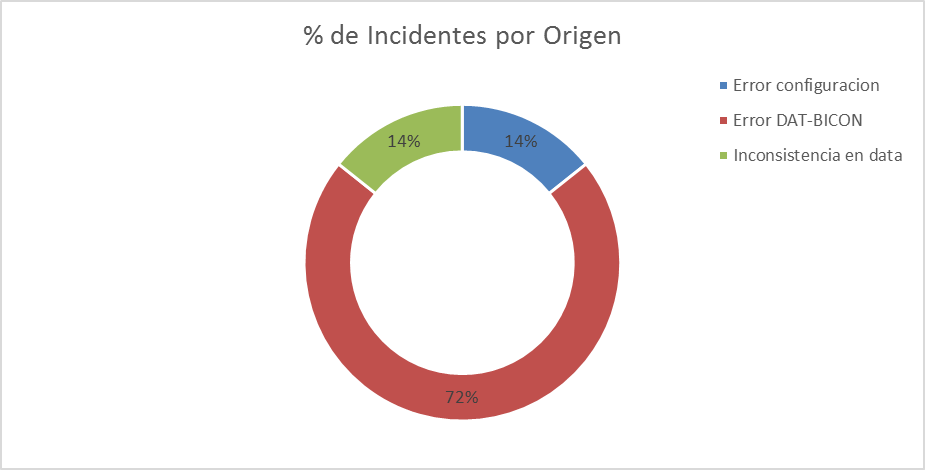 % de Incidentes por Origen
Error configuracion
Error DAT-BICON
Inconsistencia en data
14%
14%
72%